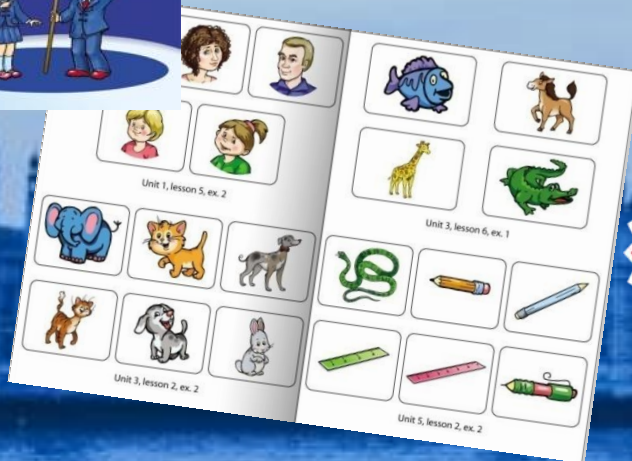 Unit 1, lesson 5, ex. 2
Unit 3, lesson 2, ex. 2
Unit 3, lesson 6, ex. 1
Unit 5, lesson 2, ex. 2